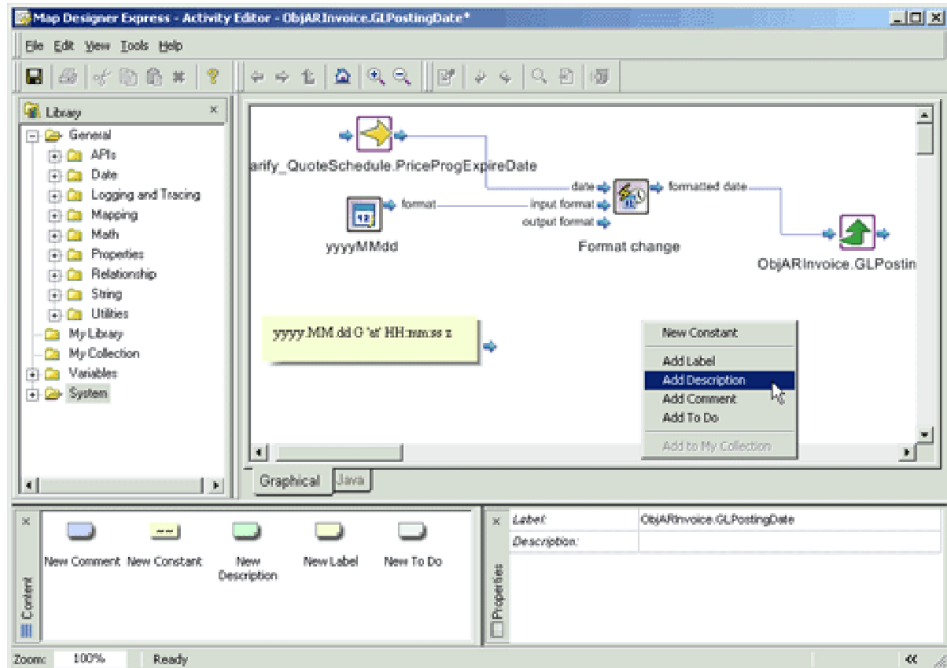 Map Designer Express - Activity Editor - ObjARInvoice.GLPostingDate*
File Edit View Tools Help
Library
General
APIs
Date
Logging and Tracing
Mapping
Math
Properties
Relationship
String
Utilities
My Library
My Collection
Variables
System
arify_QuoteSchedule.PriceProgExpireDate
format
yyyyMMdd
date
input format
output format
formatted date
Format change
ObjARInvoice.GLPostin
yyyy.MM.dd G 'at' HH:mm:ss z
New Constant
Add Label
Add Description
Add Comment
Add To Do
Add to My Collection
Graphical Java
Content
New Comment New Constant New Description New Label New To Do
Properties
Label: ObjARInvoice.GLPostingDate
Description:
Zoom: 100% Ready